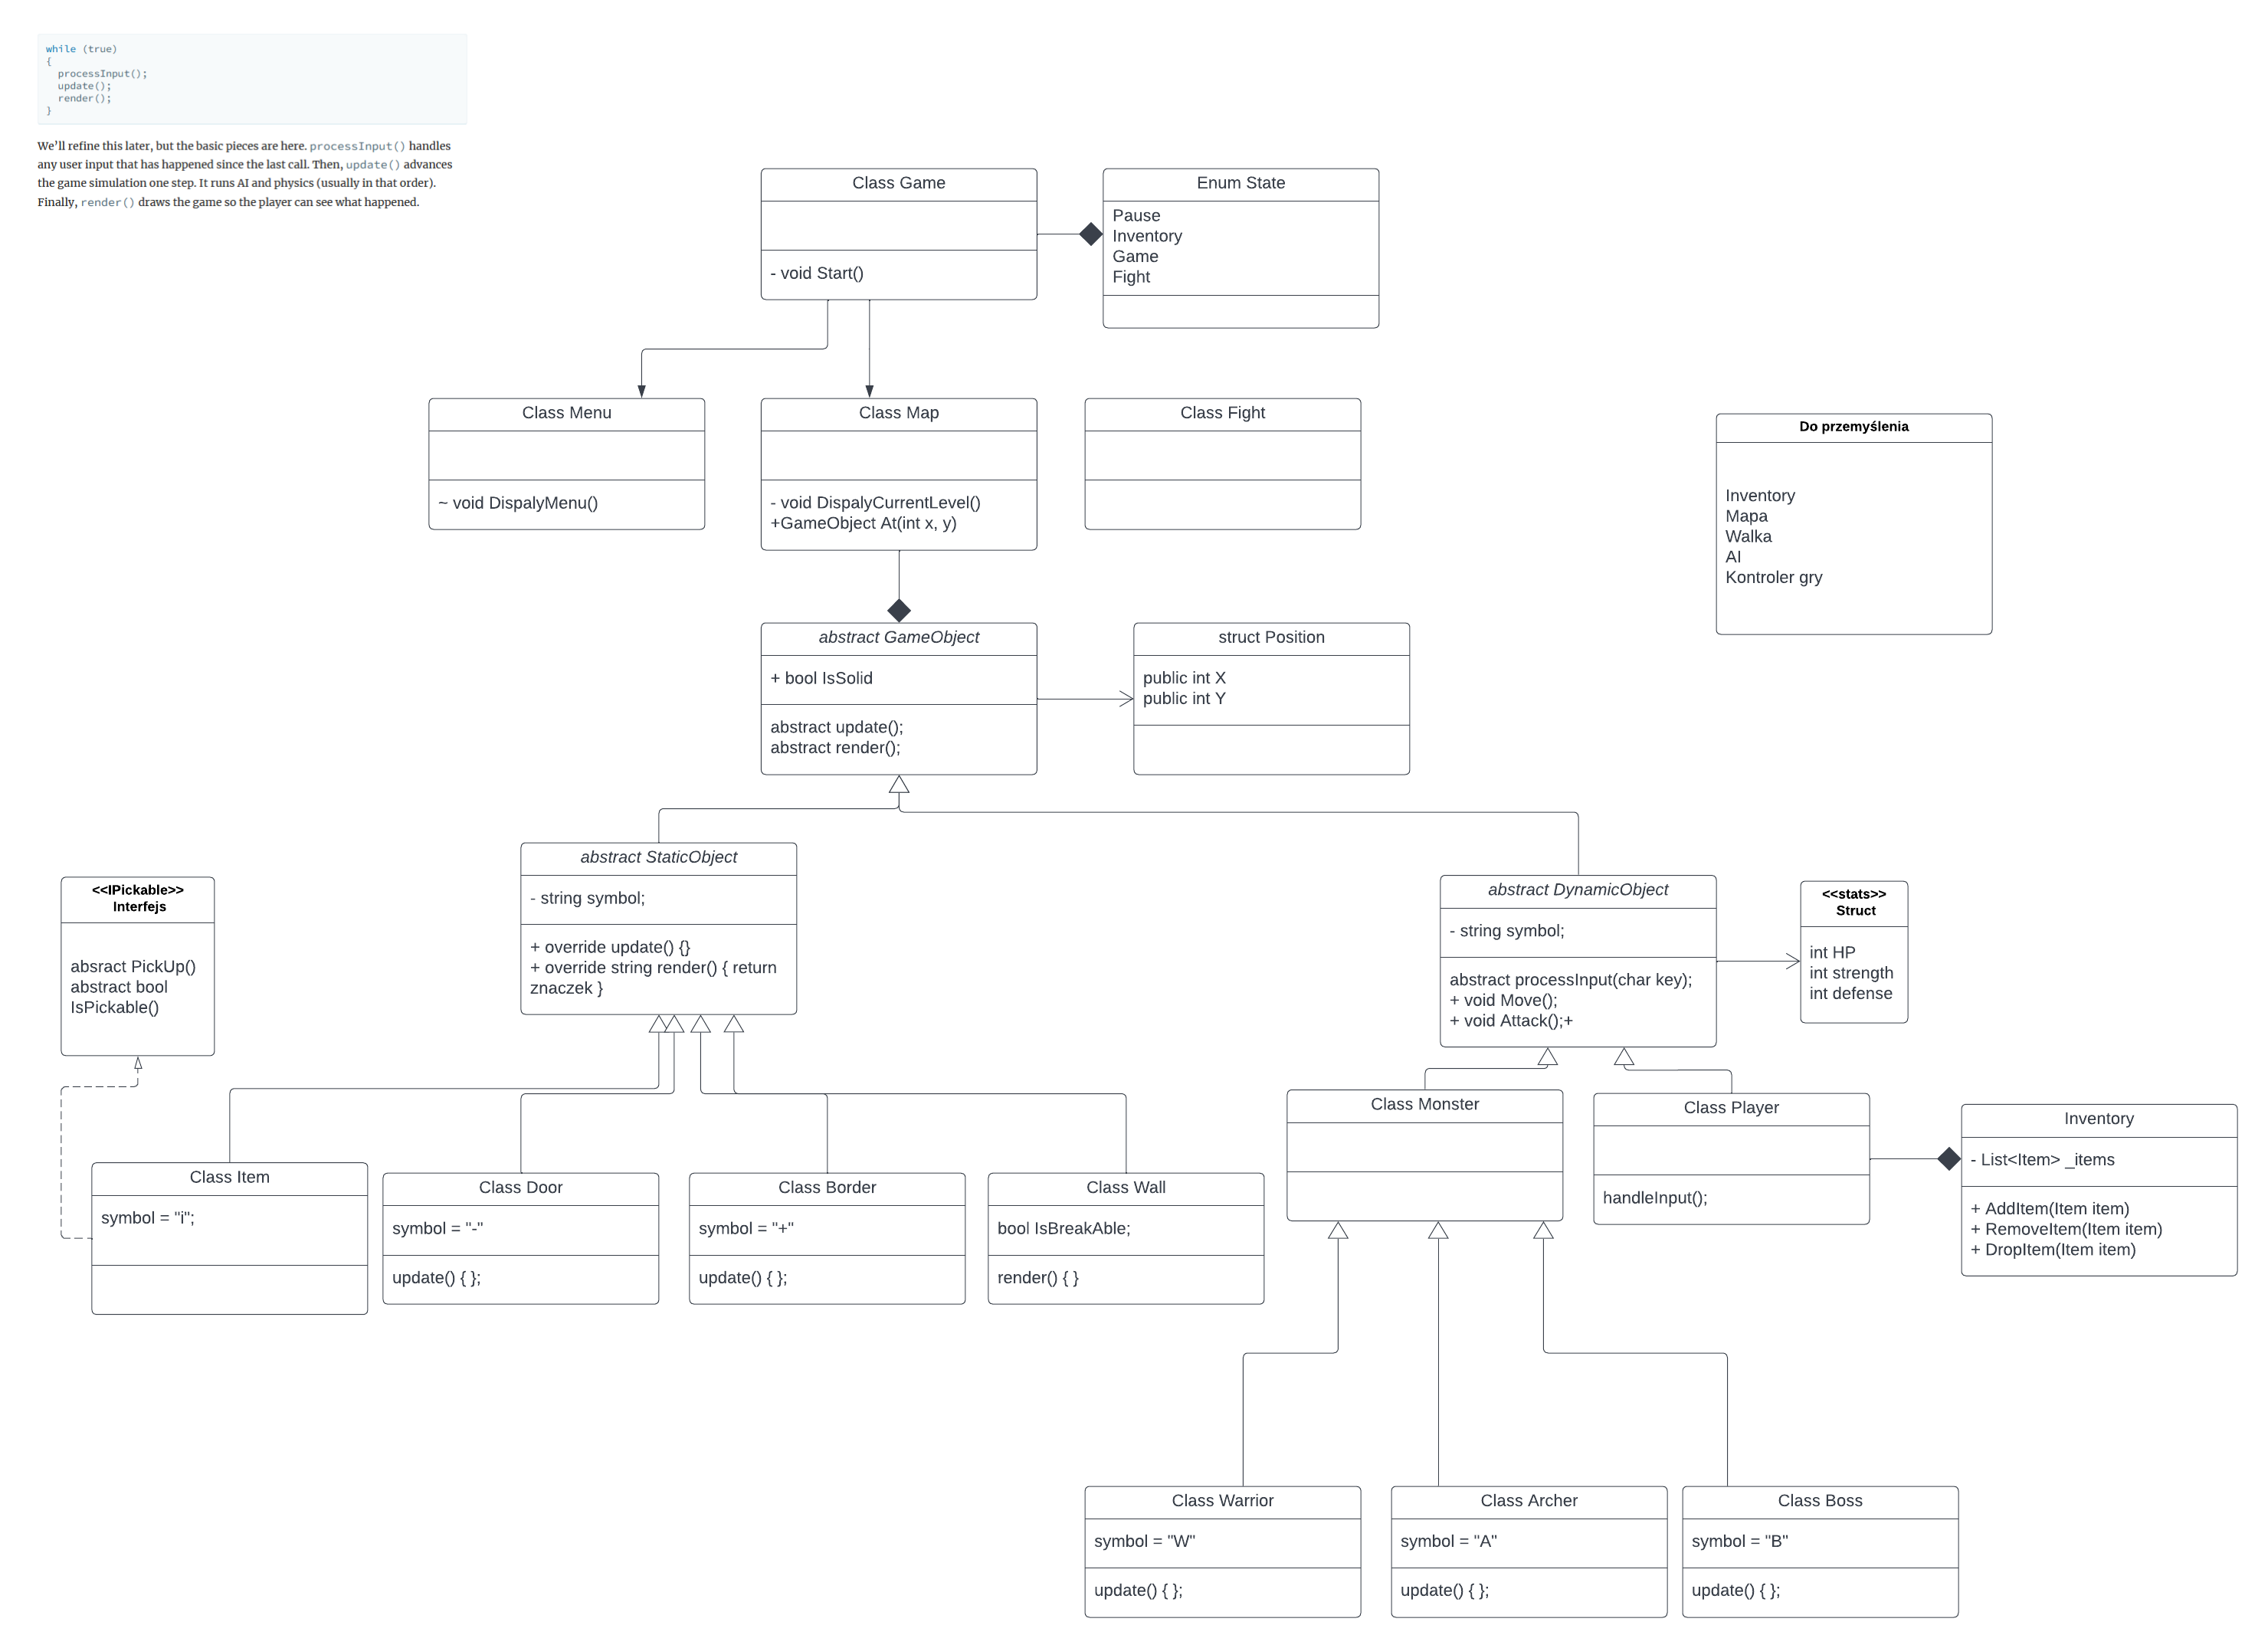 while (true)
{
processInput();
update();
render();
}
We'll refine this later, but the basic pieces are here. processInput() handles
any user input that has happened since the last call. Then, update() advances
the game simulation one step. It runs AI and physics (usually in that order).
Finally, render() draws the game so the player can see what happened.
Class Game
- void Start()
Enum State
Pause
Inventory
Game
Fight
Class Menu
~ void DispalyMenu()
Class Map
- void DispalyCurrentLevel()
+GameObject At(int x, y)
Class Fight
Do przemyślenia
Inventory
Mapa
Walka
AI
Kontroler gry
abstract GameObject
+ bool IsSolid
abstract update();
abstract render();
struct Position
public int X
public int Y
<<IPickable>>
Interfejs
absract PickUp()
abstract bool
IsPickable()
abstract StaticObject
- string symbol;
+ override update() {}
+ override string render() { return
znaczek }
abstract DynamicObject
- string symbol;
abstract processInput(char key);
+ void Move();
+ void Attack();+
<<stats>>
Struct
int HP
int strength
int defense
Class Item
symbol = "i";
Class Door
symbol = "-"
update() { };
Class Border
symbol = "+"
update() { };
Class Wall
bool IsBreakAble;
render() { }
Class Monster
Class Player
handleInput();
Inventory
- List<Item> _items
+ AddItem(Item item)
+ RemoveItem(Item item)
+ DropItem(Item item)
Class Warrior
symbol = "W"
update() { };
Class Archer
symbol = "A"
update() { };
Class Boss
symbol = "B"
update() { };